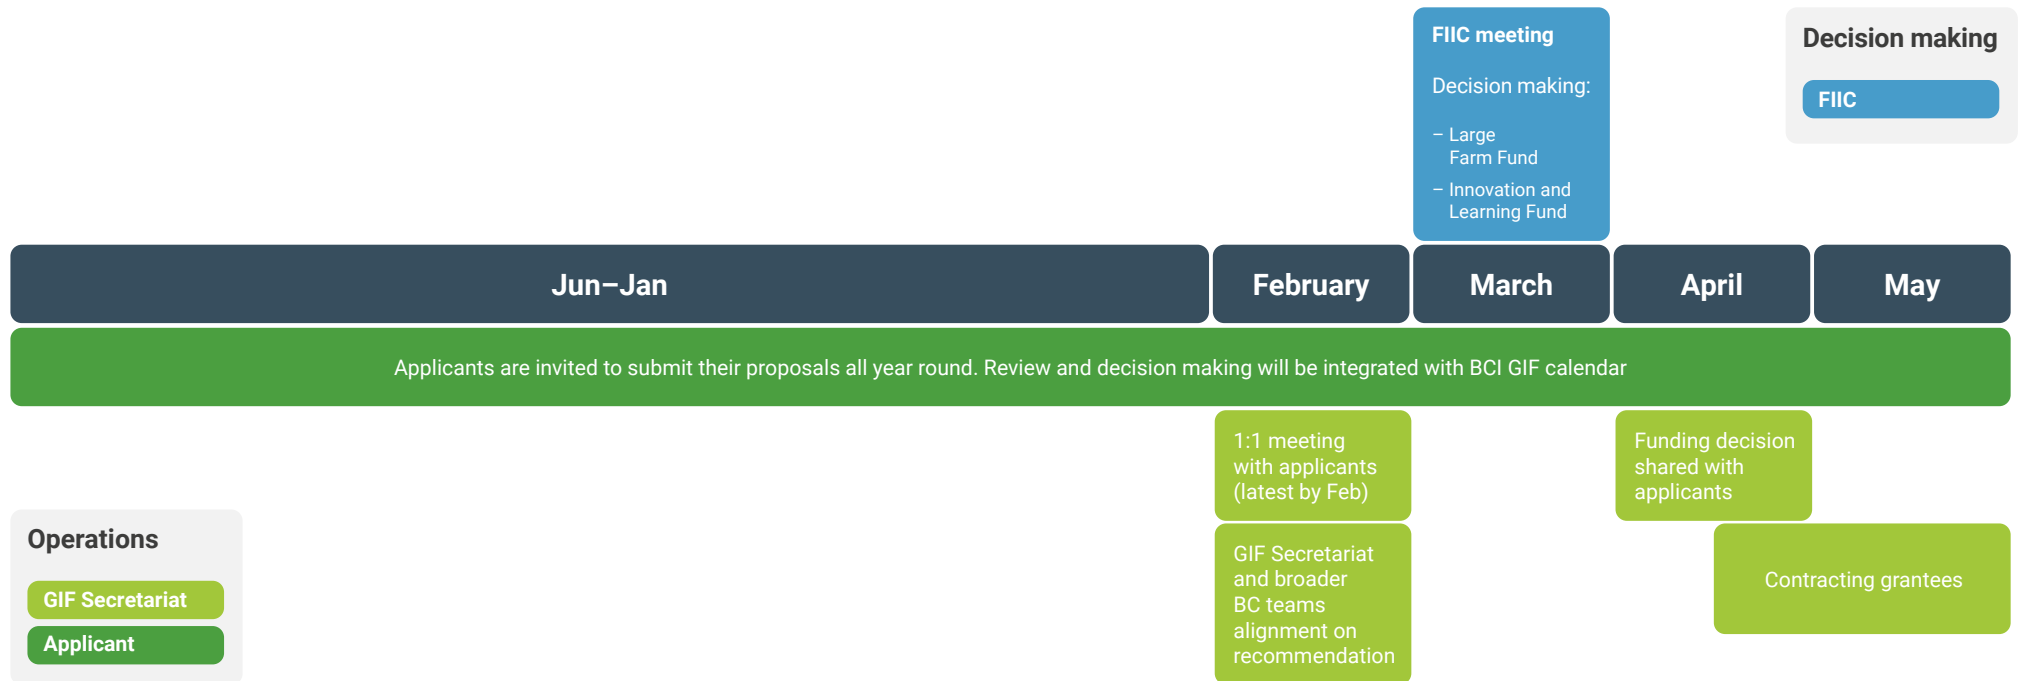 FIIC meeting
Decision making:
– Large
Farm Fund
– Innovation and
Learning Fund
Decision making
FIIC
Jun–Jan
February
March
April
May
Applicants are invited to submit their proposals all year round. Review and decision making will be integrated with BCI GIF calendar
1:1 meeting
with applicants
(latest by Feb)
Funding decision
shared with
applicants
GIF Secretariat
and broader
BC teams
alignment on
recommendation
Contracting grantees
Operations
GIF Secretariat
Applicant